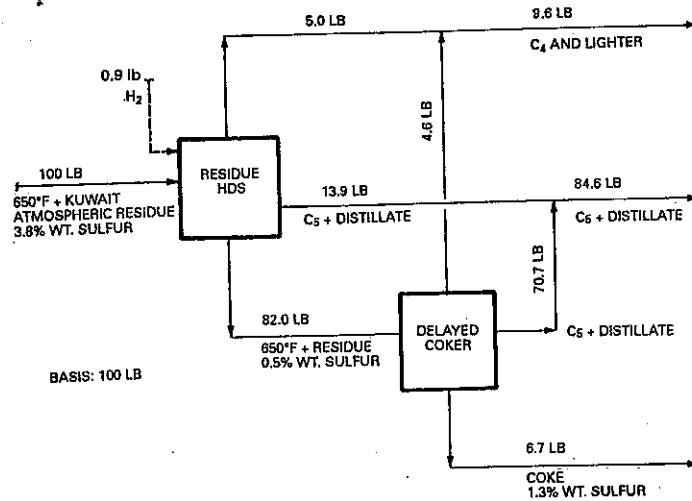 5.0 LB
9.6 LB
C₄ AND LIGHTER
0.9 lb
H₂
4.6 LB
100 LB
RESIDUE
HDS
650°F + KUWAIT
ATMOSPHERIC RESIDUE
3.8% WT. SULFUR
13.9 LB
C₅ + DISTILLATE
84.6 LB
C₅ + DISTILLATE
70.7 LB
82.0 LB
650°F + RESIDUE
0.5% WT. SULFUR
DELAYED
COKER
C₅ + DISTILLATE
BASIS: 100 LB
6.7 LB
COKE
1.3% WT. SULFUR